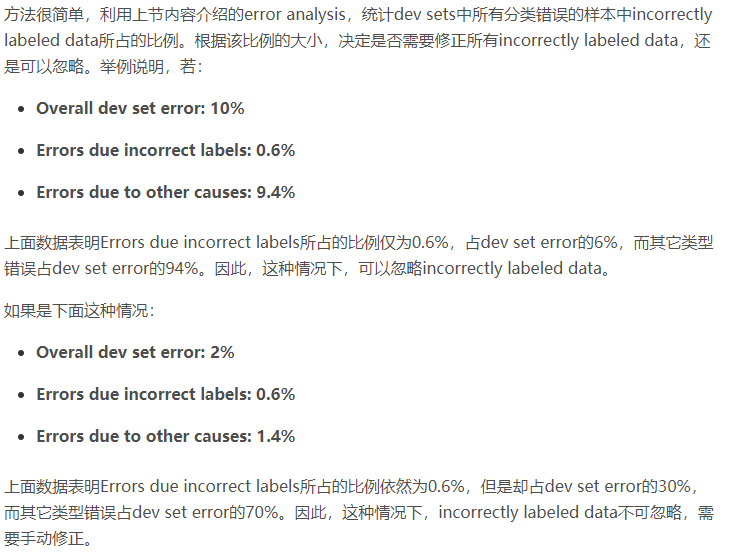 方法很简单，利用上节内容介绍的error analysis，统计dev sets中所有分类错误的样本中incorrectly
labeled data所占的比例。根据该比例的大小，决定是否需要修正所有incorrectly labeled data，还
是可以忽略。举例说明，若：
• Overall dev set error: 10%
• Errors due incorrect labels: 0.6%
• Errors due to other causes: 9.4%
上面数据表明Errors due incorrect labels所占的比例仅为0.6%，占dev set error的6%，而其它类型
错误占dev set error的94%。因此，这种情况下，可以忽略incorrectly labeled data。
如果是下面这种情况：
• Overall dev set error: 2%
• Errors due incorrect labels: 0.6%
• Errors due to other causes: 1.4%
上面数据表明Errors due incorrect labels所占的比例依然为0.6%，但是却占dev set error的30%，
而其它类型错误占dev set error的70%。因此，这种情况下，incorrectly labeled data不可忽略，需
要手动修正。